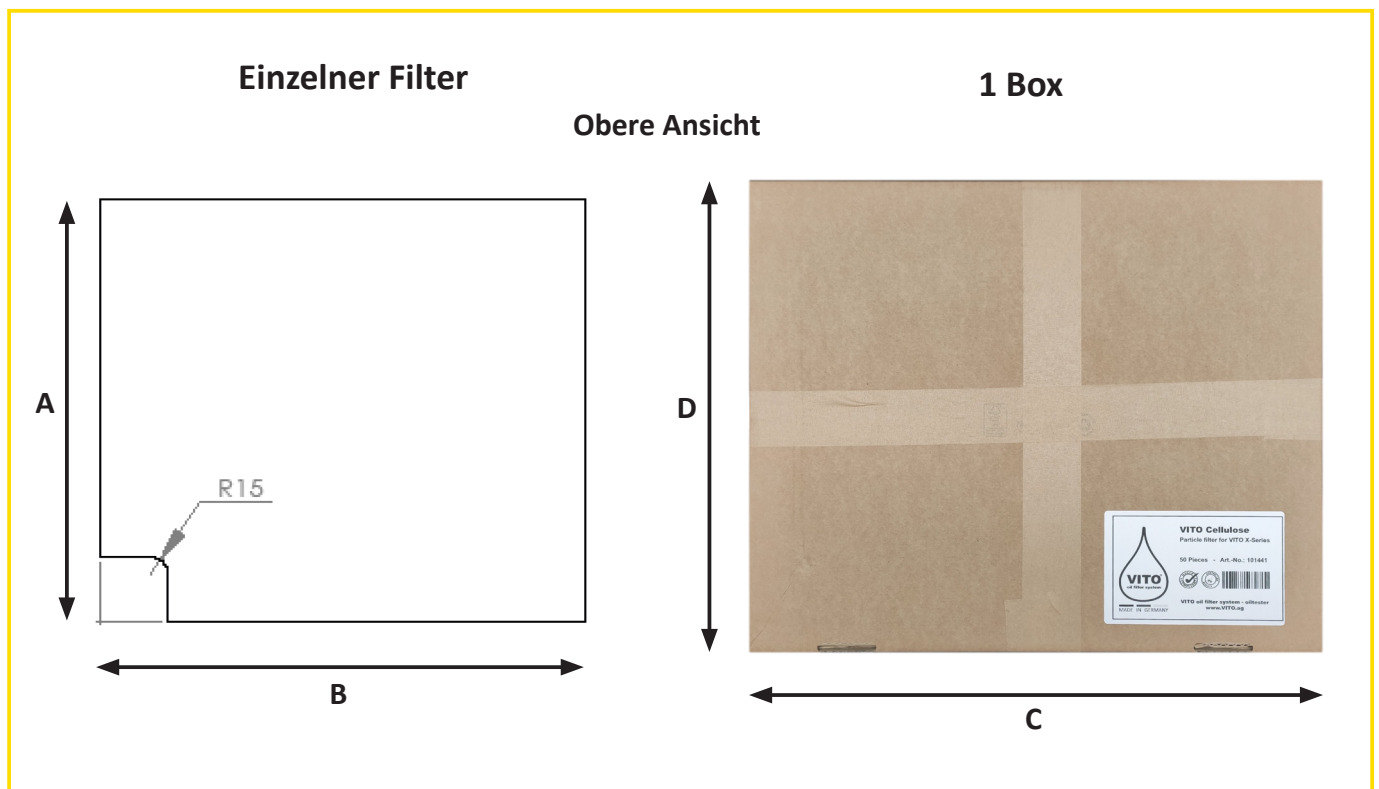 Einzelner Filter
1 Box
Obere Ansicht
A
R15
B
D
C
VITO Cellulose
Particle filter for VITO X-Series
50 Pieces - Art.-No.: 101441
VITO®
oil filter system
MADE IN GERMANY
VITO oil filter system - oiltester
www.VITO.ag